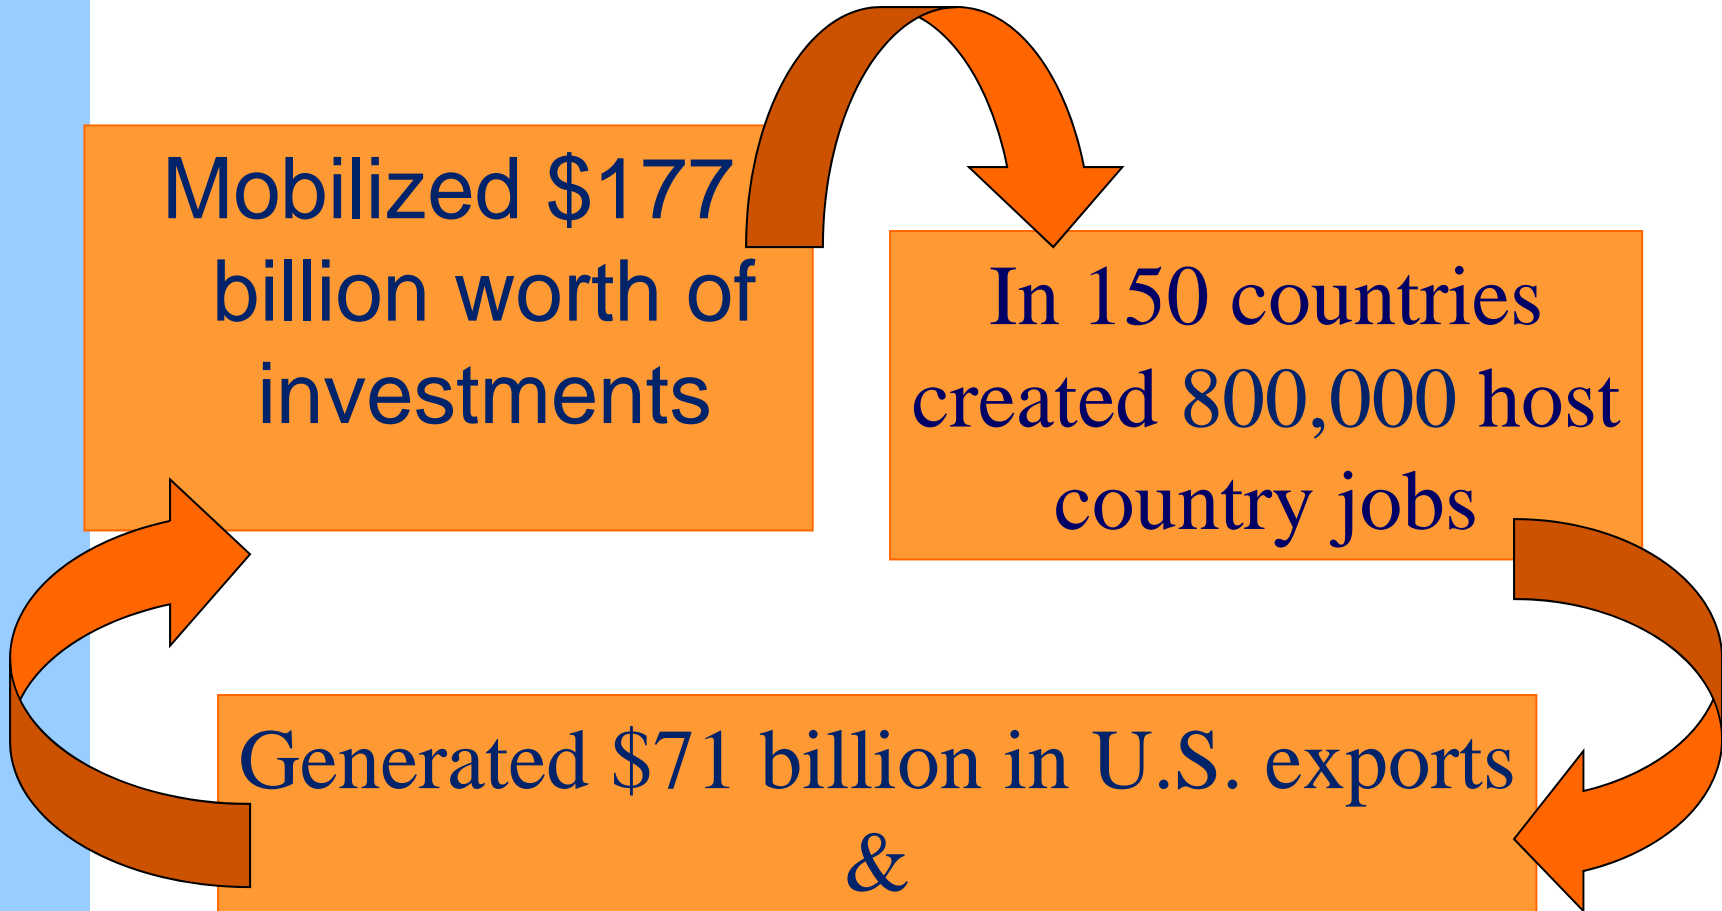 Mobilized $177
billion worth of
investments
In 150 countries
created 800,000 host
country jobs
Generated $71 billion in U.S. exports
&